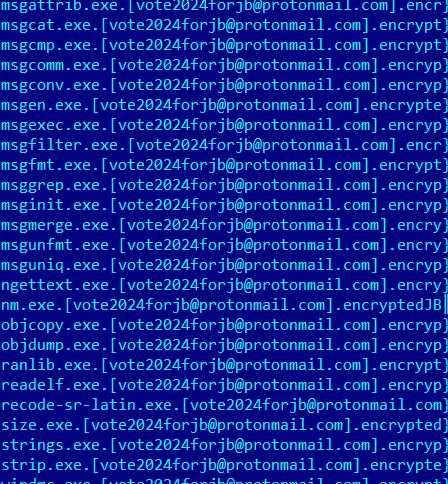 msgattrib.exe.[vote2024forjb@protonmail.com].encr}
msgcat.exe.[vote2024forjb@protonmail.com].encrypt}
msgcmp.exe.[vote2024forjb@protonmail.com].encrypt}
msgcomm.exe.[vote2024forjb@protonmail.com].encryp}
msgconv.exe.[vote2024forjb@protonmail.com].encryp}
msgen.exe.[vote2024forjb@protonmail.com].encrypte}
msgexec.exe.[vote2024forjb@protonmail.com].encryp}
msgfilter.exe.[vote2024forjb@protonmail.com].encr}
msgfmt.exe.[vote2024forjb@protonmail.com].encrypt}
msggrep.exe.[vote2024forjb@protonmail.com].encryp}
msginit.exe.[vote2024forjb@protonmail.com].encryp}
msgmerge.exe.[vote2024forjb@protonmail.com].encry}
msgunfmt.exe.[vote2024forjb@protonmail.com].encry}
msguniq.exe.[vote2024forjb@protonmail.com].encryp}
ngettext.exe.[vote2024forjb@protonmail.com].encry}
nm.exe.[vote2024forjb@protonmail.com].encryptedJB
objcopy.exe.[vote2024forjb@protonmail.com].encryp}
objdump.exe.[vote2024forjb@protonmail.com].encryp}
ranlib.exe.[vote2024forjb@protonmail.com].encrypt}
readelf.exe.[vote2024forjb@protonmail.com].encryp}
recode-sr-latin.exe.[vote2024forjb@protonmail.com}
size.exe.[vote2024forjb@protonmail.com].encrypted}
strings.exe.[vote2024forjb@protonmail.com].encryp}
strip.exe.[vote2024forjb@protonmail.com].encrypte}
windmc.exe.[vote2024forjb@protonmail.com].encrypt}